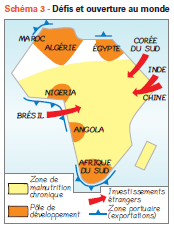 Schéma 3 - Défis et ouverture au monde
MAROC
ALGÉRIE
ÉGYPTE
CORÉE
DU SUD
INDE
CHINE
NIGERIA
BRÉSIL
ANGOLA
AFRIQUE
DU SUD
Zone de
malnutrition
chronique
Pôle de
développement
Investissements
étrangers
Zone portuaire
(exportations)